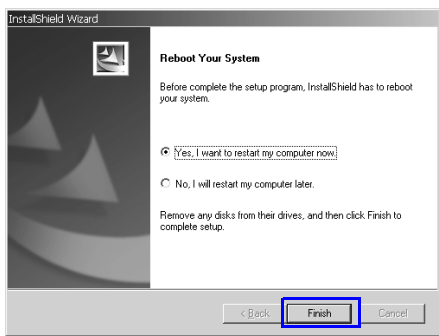 InstallShield Wizard
Reboot Your System
Before complete the setup program, InstallShield has to reboot
your system.
Yes, I want to restart my computer now.
No, I will restart my computer later.
Remove any disks from their drives, and then click Finish to
complete setup.
< Back Finish Cancel